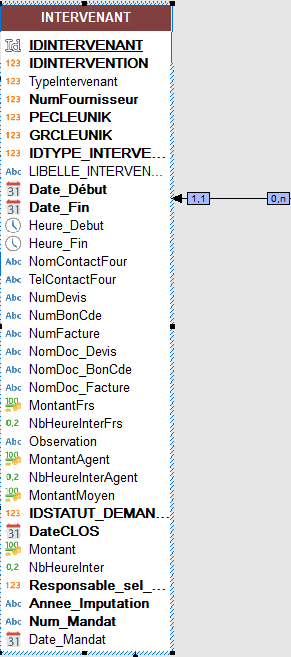 INTERVENANT
Id IDINTERVENANT
123 IDINTERVENTION
123 TypeIntervenant
123 NumFournisseur
123 PECLEUNIK
123 GRCLEUNIK
123 IDTYPE_INTERVE...
Abc LIBELLE_INTERVEN...
31 Date_Début
31 Date_Fin
1,1 0,n
Heure_Debut
Heure_Fin
Abc NomContactFour
Abc TelContactFour
Abc NumDevis
Abc NumBonCde
Abc NumFacture
Abc NomDoc_Devis
Abc NomDoc_BonCde
Abc NomDoc_Facture
100 MontantFrs
0,2 NbHeureInterFrs
Abc Observation
100 MontantAgent
0,2 NbHeureInterAgent
100 MontantMoyen
123 IDSTATUT_DEMAN...
31 DateCLOS
100 Montant
0,2 NbHeureInter
123 Responsable_sel_...
Abc Annee_Imputation
Abc Num_Mandat
31 Date_Mandat